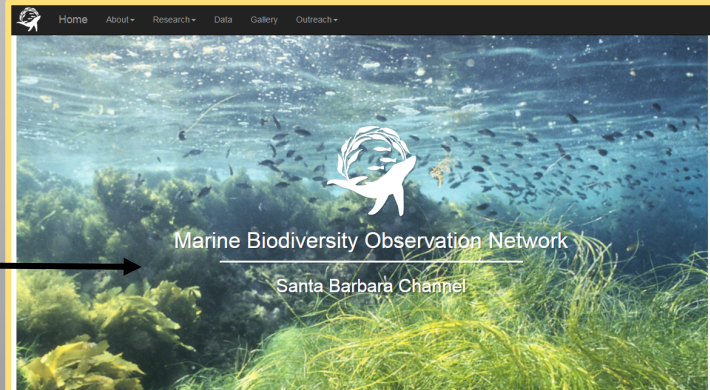 Home About Research Data Gallery Outreach
Marine Biodiversity Observation Network
Santa Barbara Channel